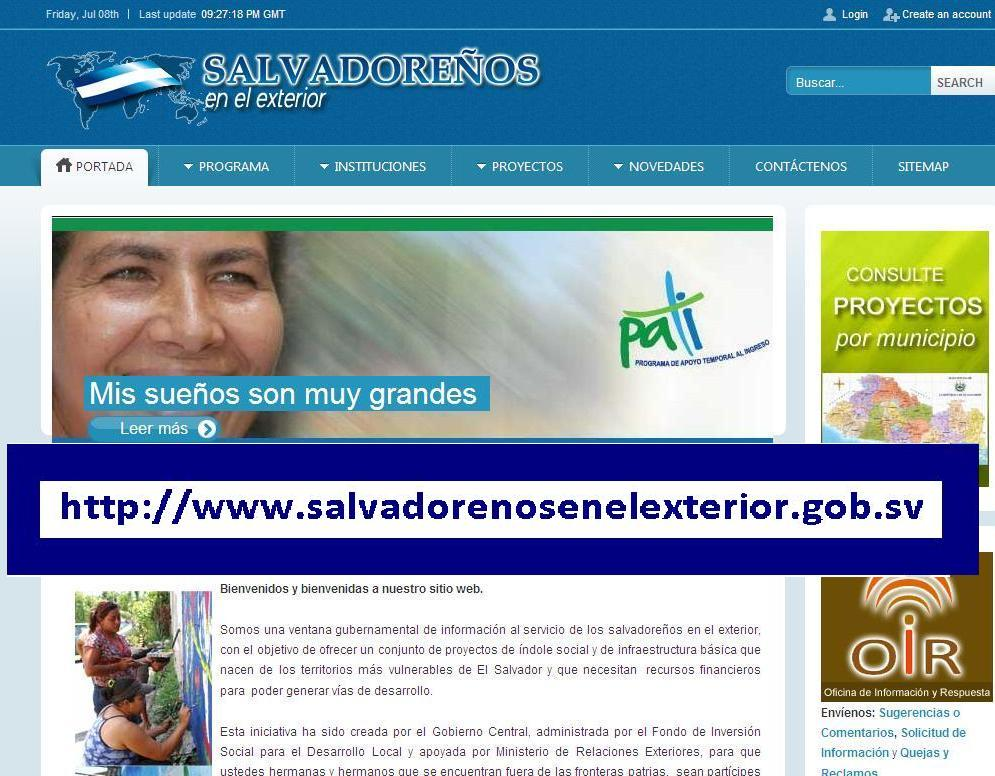 Friday, Jul 08th | Last update 09:27:18 PM GMT
Login
Create an account
SALVADOREÑOS
en el exterior
Buscar...
SEARCH
PORTADA
PROGRAMA
INSTITUCIONES
PROYECTOS
NOVEDADES
CONTÁCTENOS
SITEMAP
pati
PROGRAMA DE APOYO TEMPORAL AL INGRESO
Mis sueños son muy grandes
Leer más
CONSULTE
PROYECTOS
por municipio
http://www.salvadorenosenelexterior.gob.sv
Bienvenidos y bienvenidas a nuestro sitio web.
Somos una ventana gubernamental de información al servicio de los salvadoreños en el exterior,
con el objetivo de ofrecer un conjunto de proyectos de índole social y de infraestructura básica que
nacen de los territorios más vulnerables de El Salvador y que necesitan recursos financieros
para poder generar vías de desarrollo.
Esta iniciativa ha sido creada por el Gobierno Central, administrada por el Fondo de Inversión
Social para el Desarrollo Local y apoyada por Ministerio de Relaciones Exteriores, para que
ustedes hermanas y hermanos que se encuentran fuera de las fronteras patrias, sean partícipes
OIR
Oficina de Información y Respuesta
Envíenos: Sugerencias o
Comentarios, Solicitud de
Información y Quejas y
Reclamos